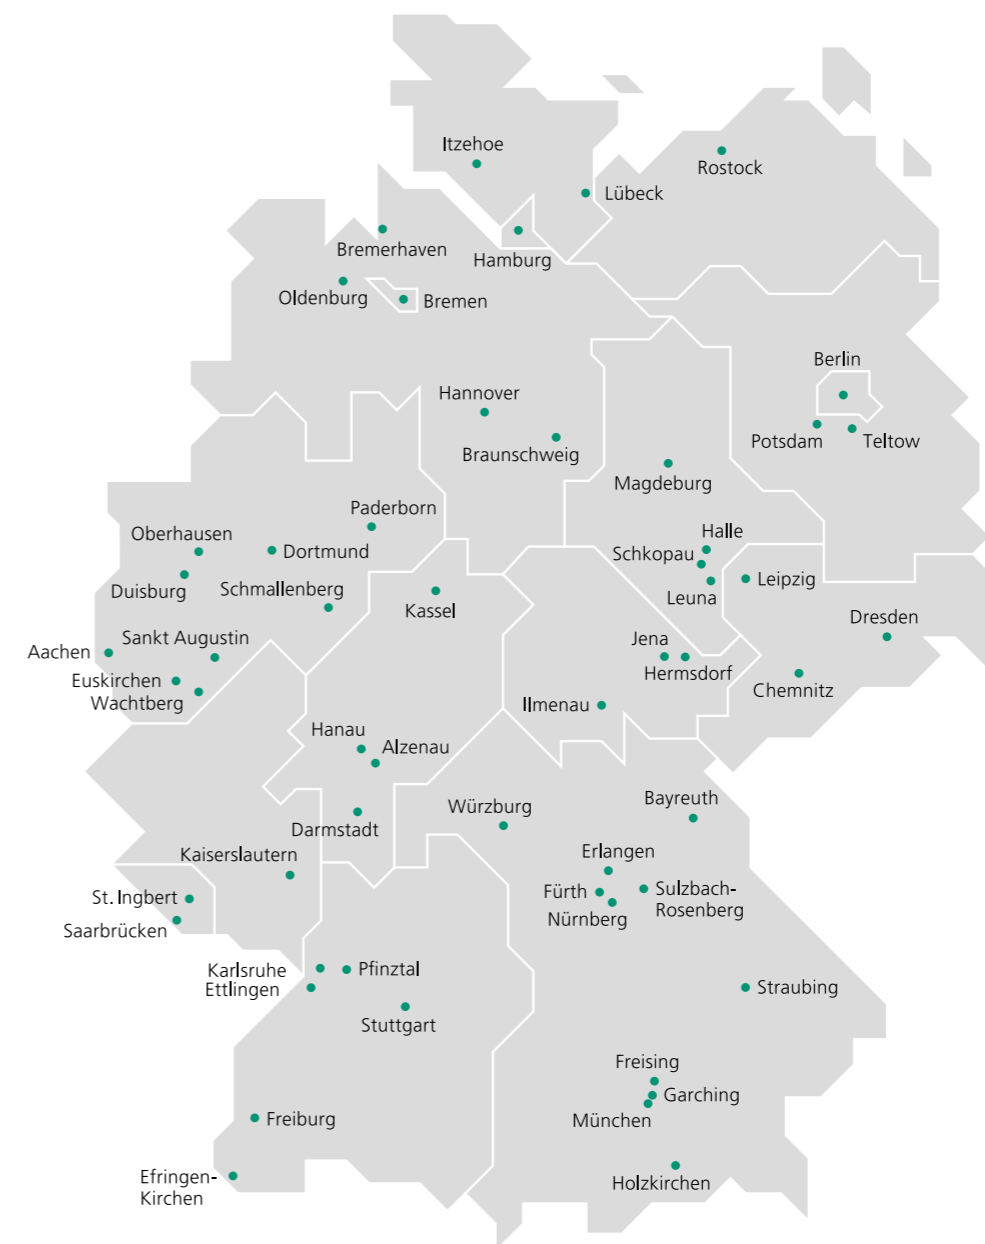 Itzehoe
Rostock
Lübeck
Bremerhaven
Hamburg
Oldenburg
Bremen
Berlin
Hannover
Potsdam
Teltow
Braunschweig
Magdeburg
Paderborn
Oberhausen
Dortmund
Halle
Schkopau
Duisburg
Schmallenberg
Leipzig
Leuna
Kassel
Dresden
Sankt Augustin
Aachen
Jena
Hermsdorf
Euskirchen
Wachtberg
Chemnitz
Ilmenau
Hanau
Alzenau
Bayreuth
Würzburg
Darmstadt
Kaiserslautern
Erlangen
St. Ingbert
Fürth
Sulzbach-
Rosenberg
Nürnberg
Saarbrücken
Karlsruhe
Pfinztal
Ettlingen
Straubing
Stuttgart
Freising
Garching
München
Freiburg
Efringen-
Kirchen
Holzkirchen